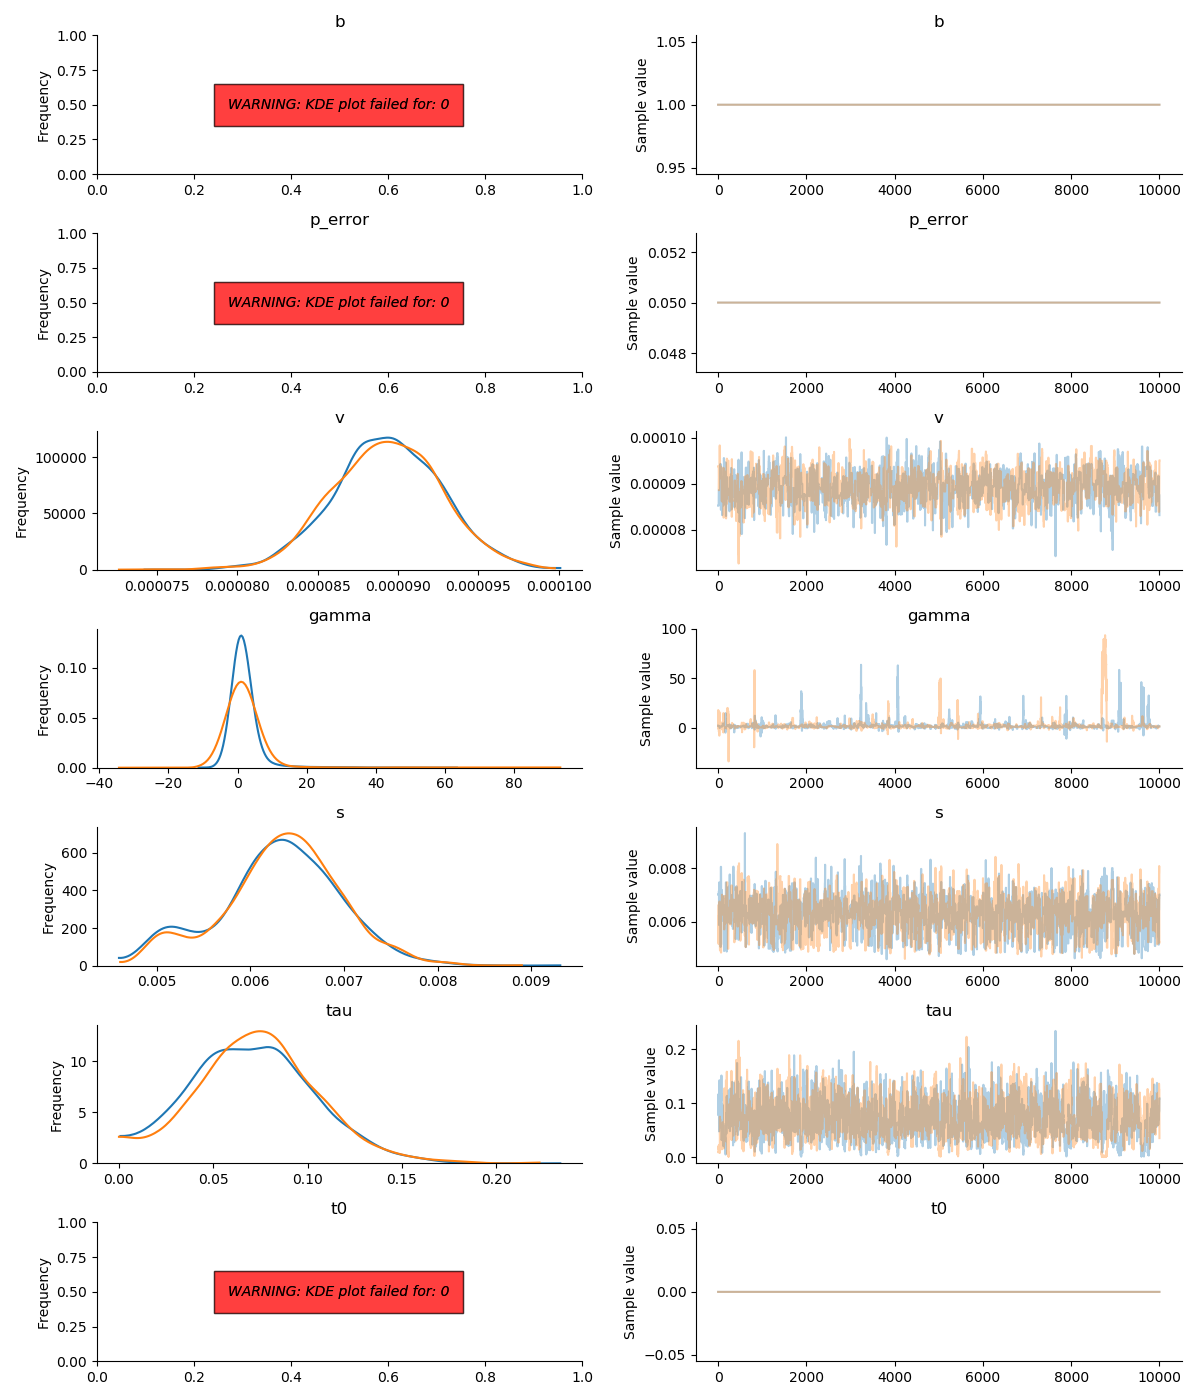 b
1.00
0.75
0.50
0.25
0.00
Frequency
WARNING: KDE plot failed for: 0
0.0 0.2 0.4 0.6 0.8 1.0
b
1.05
1.00
0.95
Sample value
0 2000 4000 6000 8000 10000
p_error
1.00
0.75
0.50
0.25
0.00
Frequency
WARNING: KDE plot failed for: 0
0.0 0.2 0.4 0.6 0.8 1.0
p_error
0.052
0.050
0.048
Sample value
0 2000 4000 6000 8000 10000
v
100000
50000
0
Frequency
0.000075 0.000080 0.000085 0.000090 0.000095 0.000100
v
0.00010
0.00009
0.00008
Sample value
0 2000 4000 6000 8000 10000
gamma
0.10
0.05
0.00
Frequency
−40 −20 0 20 40 60 80
gamma
100
50
0
Sample value
0 2000 4000 6000 8000 10000
s
600
400
200
0
Frequency
0.005 0.006 0.007 0.008 0.009
s
0.008
0.006
Sample value
0 2000 4000 6000 8000 10000
tau
10
5
0
Frequency
0.00 0.05 0.10 0.15 0.20
tau
0.2
0.1
0.0
Sample value
0 2000 4000 6000 8000 10000
t0
1.00
0.75
0.50
0.25
0.00
Frequency
WARNING: KDE plot failed for: 0
0.0 0.2 0.4 0.6 0.8 1.0
t0
0.05
0.00
−0.05
Sample value
0 2000 4000 6000 8000 10000